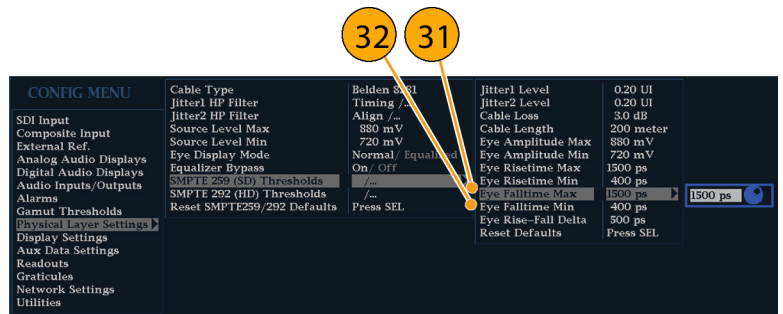 32 31
CONFIG MENU
SDI Input
Composite Input
External Ref.
Analog Audio Displays
Digital Audio Displays
Audio Inputs/Outputs
Alarms
Gamut Thresholds
Physical Layer Settings
Display Settings
Aux Data Settings
Readouts
Graticules
Network Settings
Utilities
Cable Type Belden 8281
Jitter1 HP Filter Timing /...
Jitter2 HP Filter Align /...
Source Level Max 880 mV
Source Level Min 720 mV
Eye Display Mode Normal/ Equalized
Equalizer Bypass On/ Off
SMPTE 259 (SD) Thresholds /...
SMPTE 292 (HD) Thresholds /...
Reset SMPTE259/292 Defaults Press SEL
Jitter1 Level 0.20 UI
Jitter2 Level 0.20 UI
Cable Loss 3.0 dB
Cable Length 200 meter
Eye Amplitude Max 880 mV
Eye Amplitude Min 720 mV
Eye Risetime Max 1500 ps
Eye Risetime Min 400 ps
Eye Falltime Max 1500 ps
Eye Falltime Min 400 ps
Eye Rise-Fall Delta 500 ps
Reset Defaults Press SEL
1500 ps